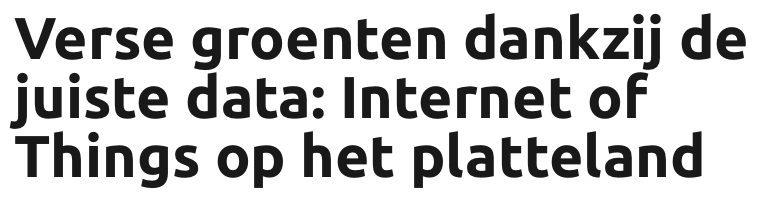 Verse groenten dankzij de
juiste data: Internet of
Things op het platteland